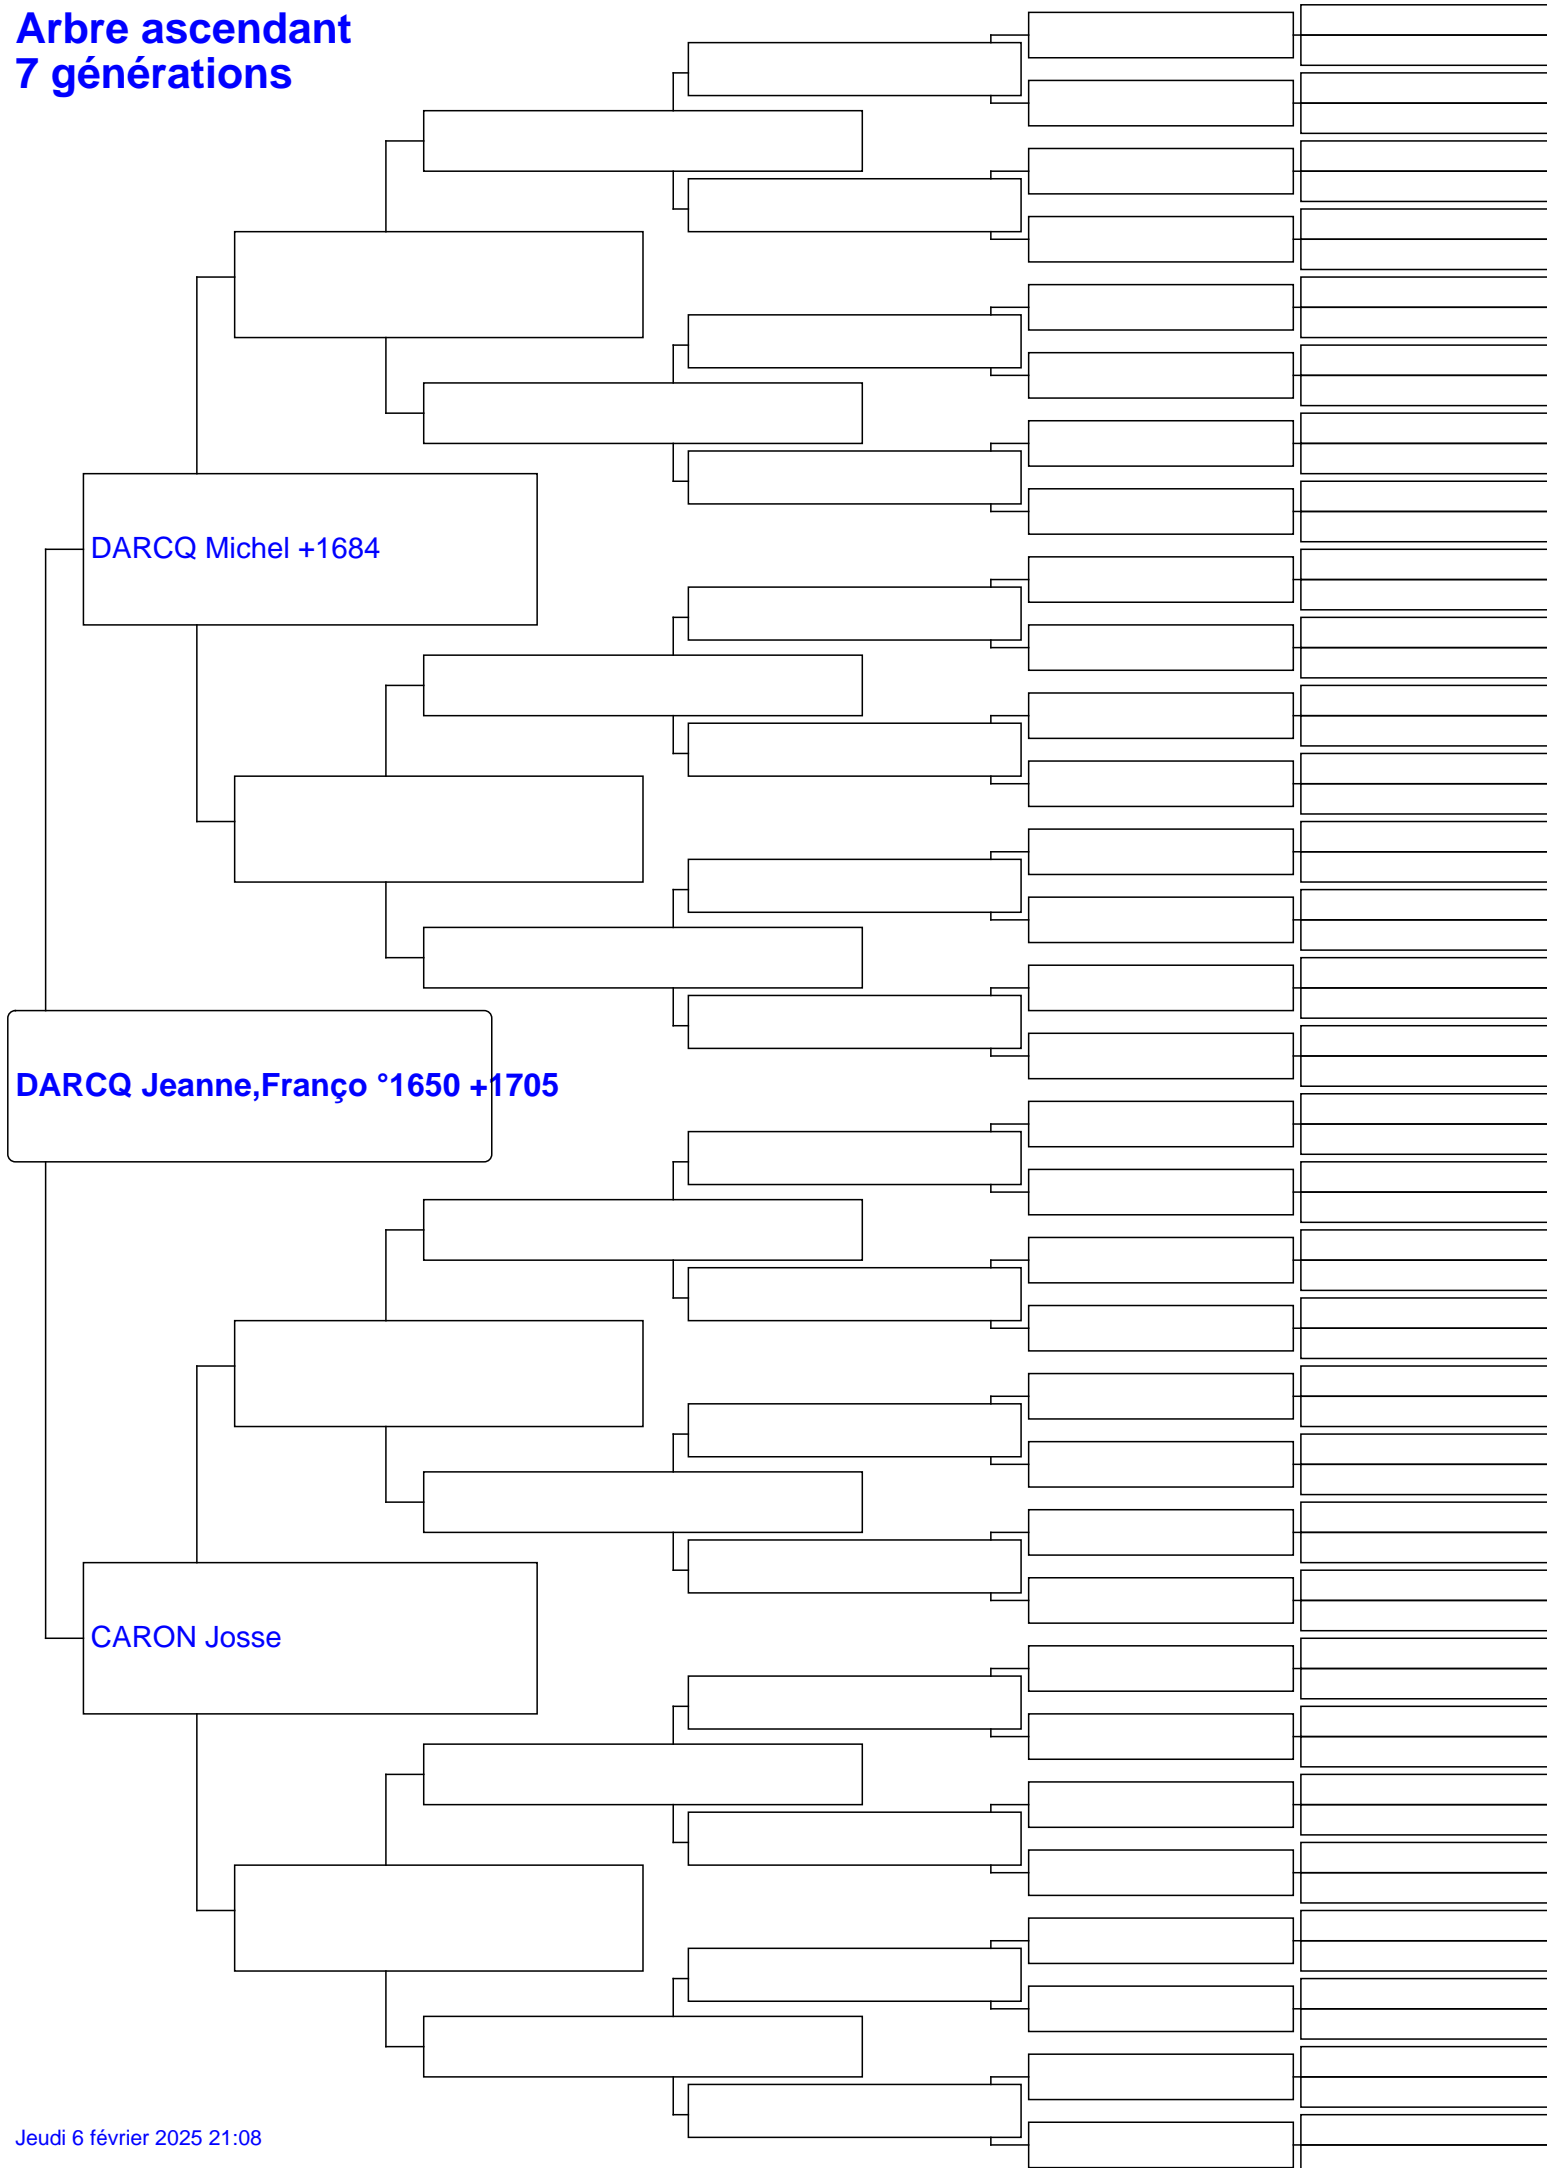 Arbre ascendant
7 générations
DARCQ Michel +1684
DARCQ Jeanne,Franço °1650 +1705
CARON Josse
Jeudi 6 février 2025 21:08